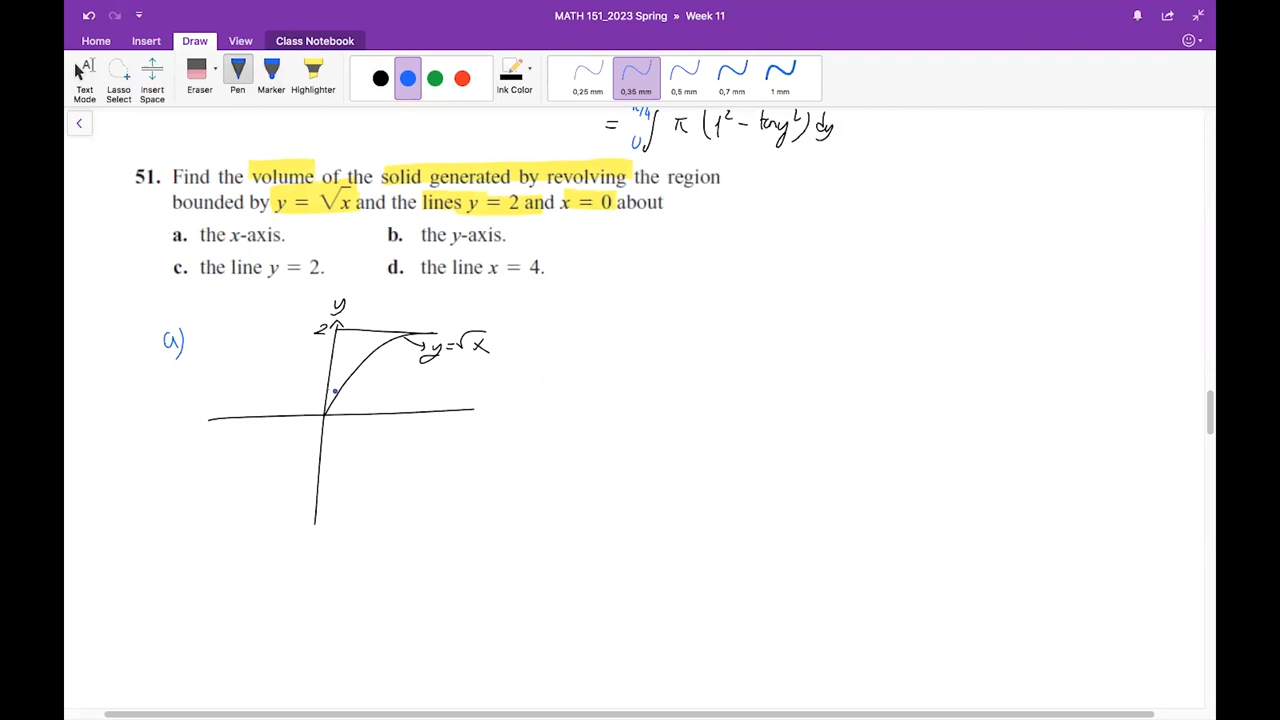 MATH 151_2023 Spring » Week 11
Home Insert Draw View Class Notebook
Text Mode
Lasso Select
Insert Space
Eraser
Pen
Marker
Highlighter
Ink Color
0,25 mm
0,35 mm
0,5 mm
0,7 mm
1 mm
= ∫ π (1² - tan y²) dy
π/4
0
51. Find the volume of the solid generated by revolving the region
bounded by y = √x and the lines y = 2 and x = 0 about
a. the x-axis. b. the y-axis.
c. the line y = 2. d. the line x = 4.
y
a)
2
y=√x